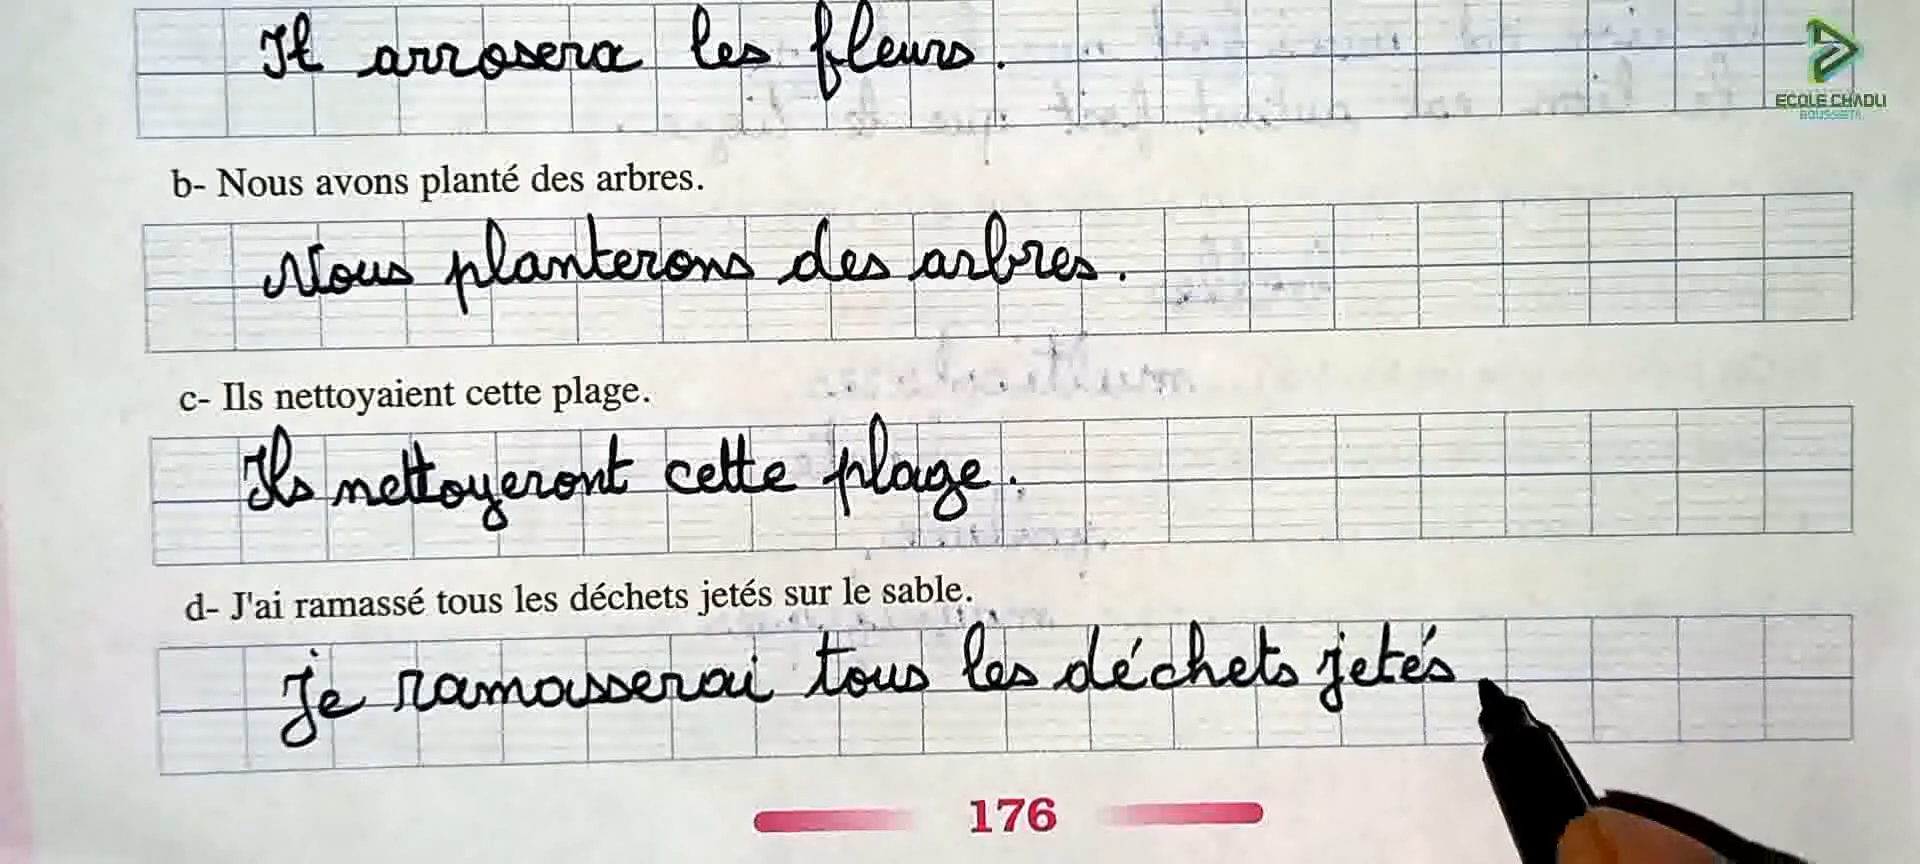 Il arrosera les fleurs.
ECOLE CHADLI
BOUSSETTA
b- Nous avons planté des arbres.
Nous planterons des arbres.
c- Ils nettoyaient cette plage.
Ils nettoyeront cette plage.
d- J'ai ramassé tous les déchets jetés sur le sable.
Je ramasserai tous les déchets jetés
176